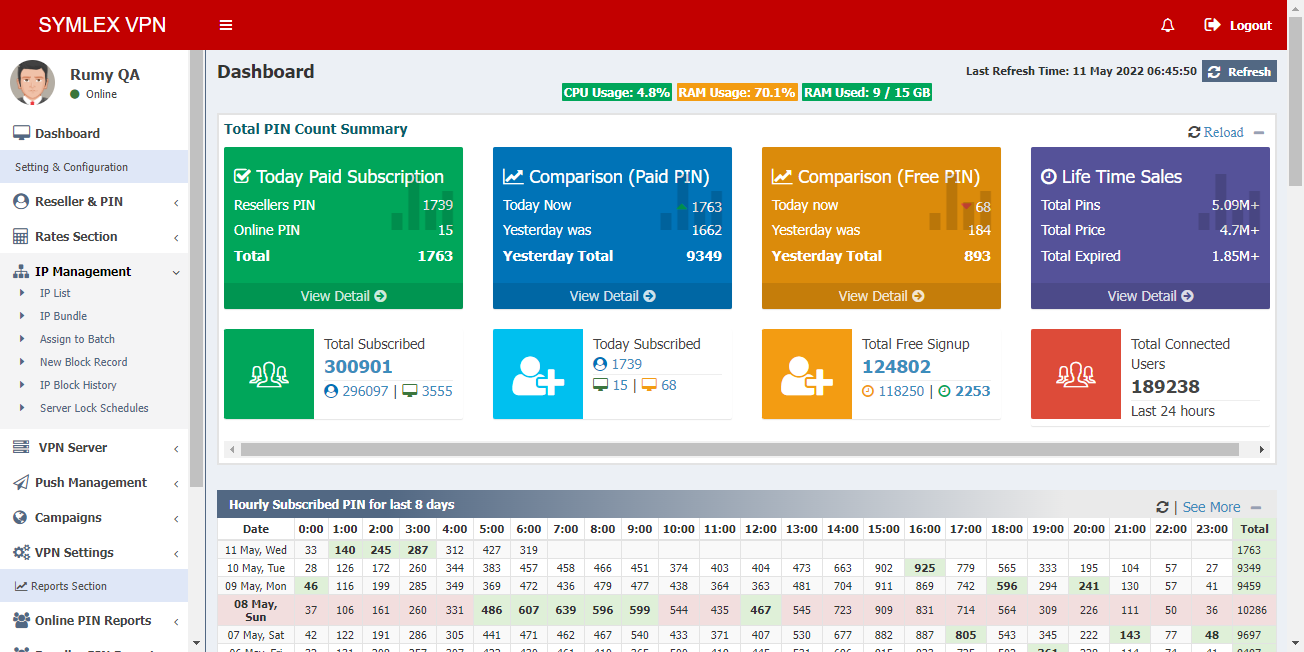 SYMLEX VPN
Logout
Rumy QA
Online
Dashboard
Setting & Configuration
Reseller & PIN
Rates Section
IP Management
IP List
IP Bundle
Assign to Batch
New Block Record
IP Block History
Server Lock Schedules
VPN Server
Push Management
Campaigns
VPN Settings
Reports Section
Online PIN Reports
Dashboard
Last Refresh Time: 11 May 2022 06:45:50 Refresh
CPU Usage: 4.8% RAM Usage: 70.1% RAM Used: 9 / 15 GB
Total PIN Count Summary
Reload
Today Paid Subscription
Resellers PIN 1739
Online PIN 15
Total 1763
View Detail
Comparison (Paid PIN)
Today Now 1763
Yesterday was 1662
Yesterday Total 9349
View Detail
Comparison (Free PIN)
Today now 68
Yesterday was 184
Yesterday Total 893
View Detail
Life Time Sales
Total Pins 5.09M+
Total Price 4.7M+
Total Expired 1.85M+
View Detail
Total Subscribed
300901
296097 | 3555
Today Subscribed
1739
15 | 68
Total Free Signup
124802
118250 | 2253
Total Connected
Users
189238
Last 24 hours
Hourly Subscribed PIN for last 8 days
| See More
Date 0:00 1:00 2:00 3:00 4:00 5:00 6:00 7:00 8:00 9:00 10:00 11:00 12:00 13:00 14:00 15:00 16:00 17:00 18:00 19:00 20:00 21:00 22:00 23:00 Total
11 May, Wed 33 140 245 287 312 427 319 1763
10 May, Tue 28 126 172 260 344 383 457 458 466 451 374 403 404 473 663 902 925 779 565 333 195 104 57 27 9349
09 May, Mon 46 116 199 285 349 369 472 436 479 477 438 364 363 481 704 911 869 742 596 294 241 130 57 41 9459
08 May,
Sun
37 106 161 260 331 486 607 639 596 599 544 435 467 545 723 909 831 714 564 309 226 111 50 36 10286
07 May, Sat 42 122 191 286 305 441 471 462 467 540 433 371 407 530 677 882 887 805 543 345 222 143 77 48 9697